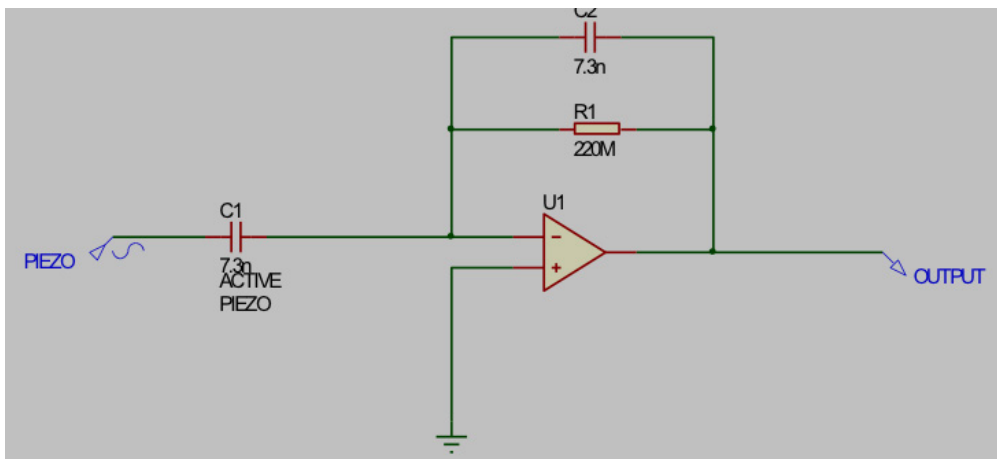 C2
7.3n
R1
220M
U1
C1
7.3n
ACTIVE
PIEZO
PIEZO
OUTPUT